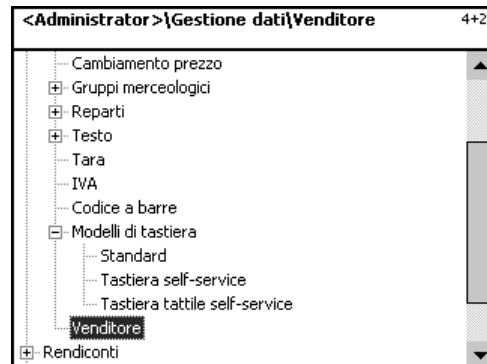 <Administrator>\Gestione dati\Venditore 4+2
Cambiamento prezzo
Gruppi merceologici
Reparti
Testo
Tara
IVA
Codice a barre
Modelli di tastiera
Standard
Tastiera self-service
Tastiera tattile self-service
Venditore
Rendiconti